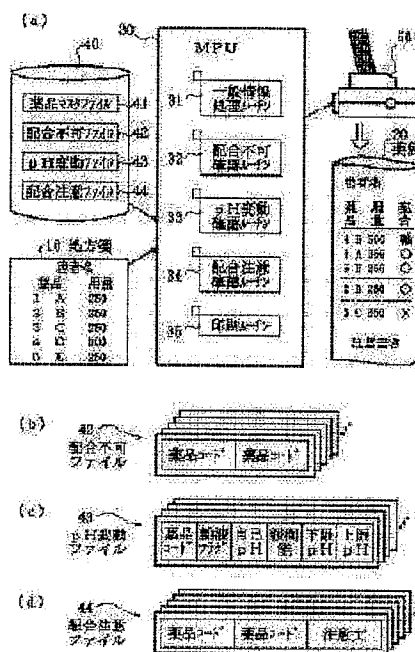 (a)
40
30
MPU
50
薬品マスタファイル 41
配合不可ファイル 42
pH変動ファイル 43
配合注意ファイル 44
31
一般情報
処理ルーチン
32
配合不可
確認ルーチン
33
pH変動
確認ルーチン
34
配合注意
確認ルーチン
35
印刷ルーチン
10 処方箋
患者名
薬品 用量
1 A 250
2 B
3 C
5 E
20
患者名
(b)
42
配合不可
ファイル
薬品コード 薬品コード
(c)
43
pH変動
ファイル
薬品
コード
自己
pH
緩衝
能
下限
pH
上限
pH
(d)
44
配合注意
ファイル
薬品コード 薬品コード 注意文